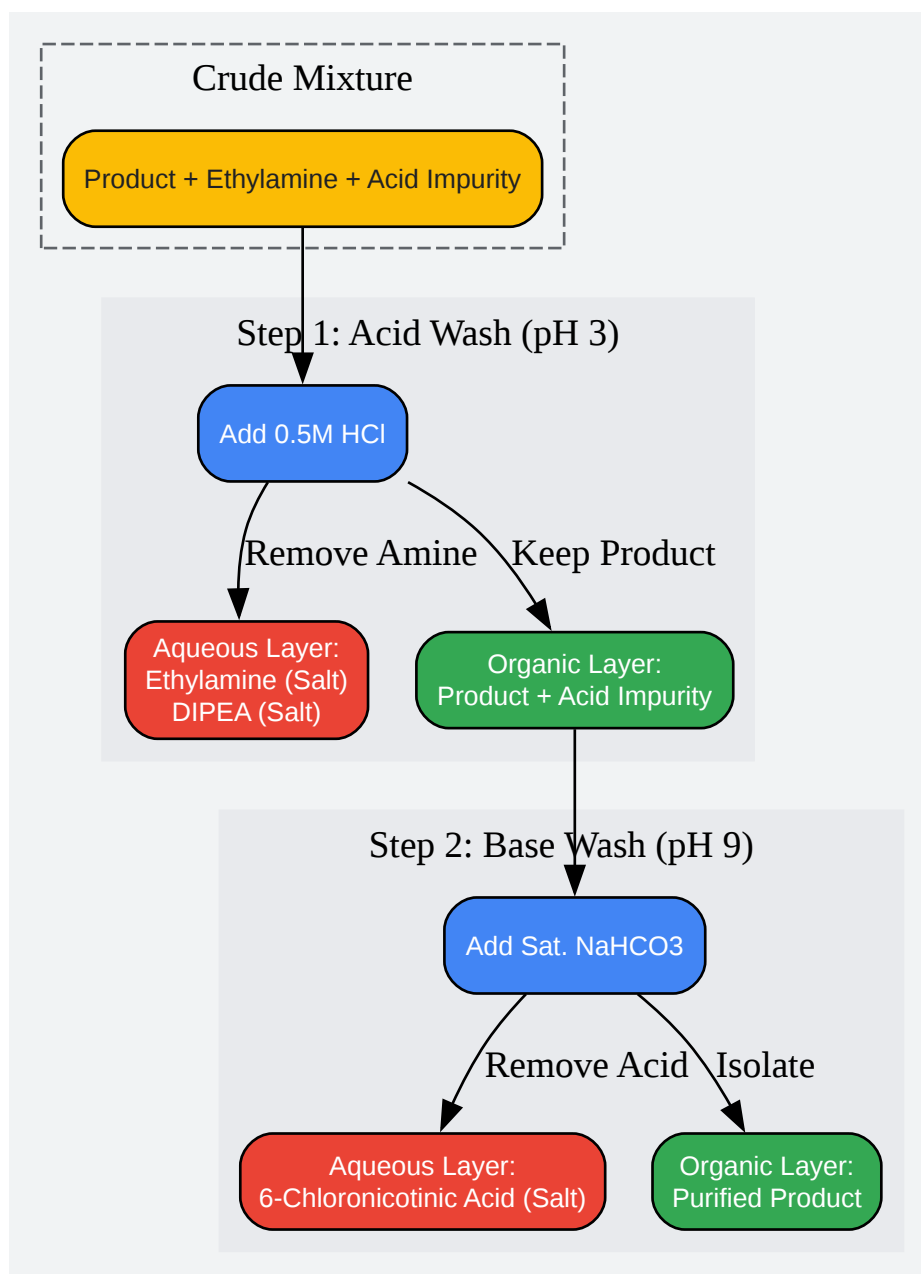 Crude Mixture
Product + Ethylamine + Acid Impurity
Step 1: Acid Wash (pH 3)
Add 0.5M HCl
Remove Amine
Keep Product
Aqueous Layer:
Ethylamine (Salt)
DIPEA (Salt)
Organic Layer:
Product + Acid Impurity
Step 2: Base Wash (pH 9)
Add Sat. NaHCO3
Remove Acid
Isolate
Aqueous Layer:
6-Chloronicotinic Acid (Salt)
Organic Layer:
Purified Product